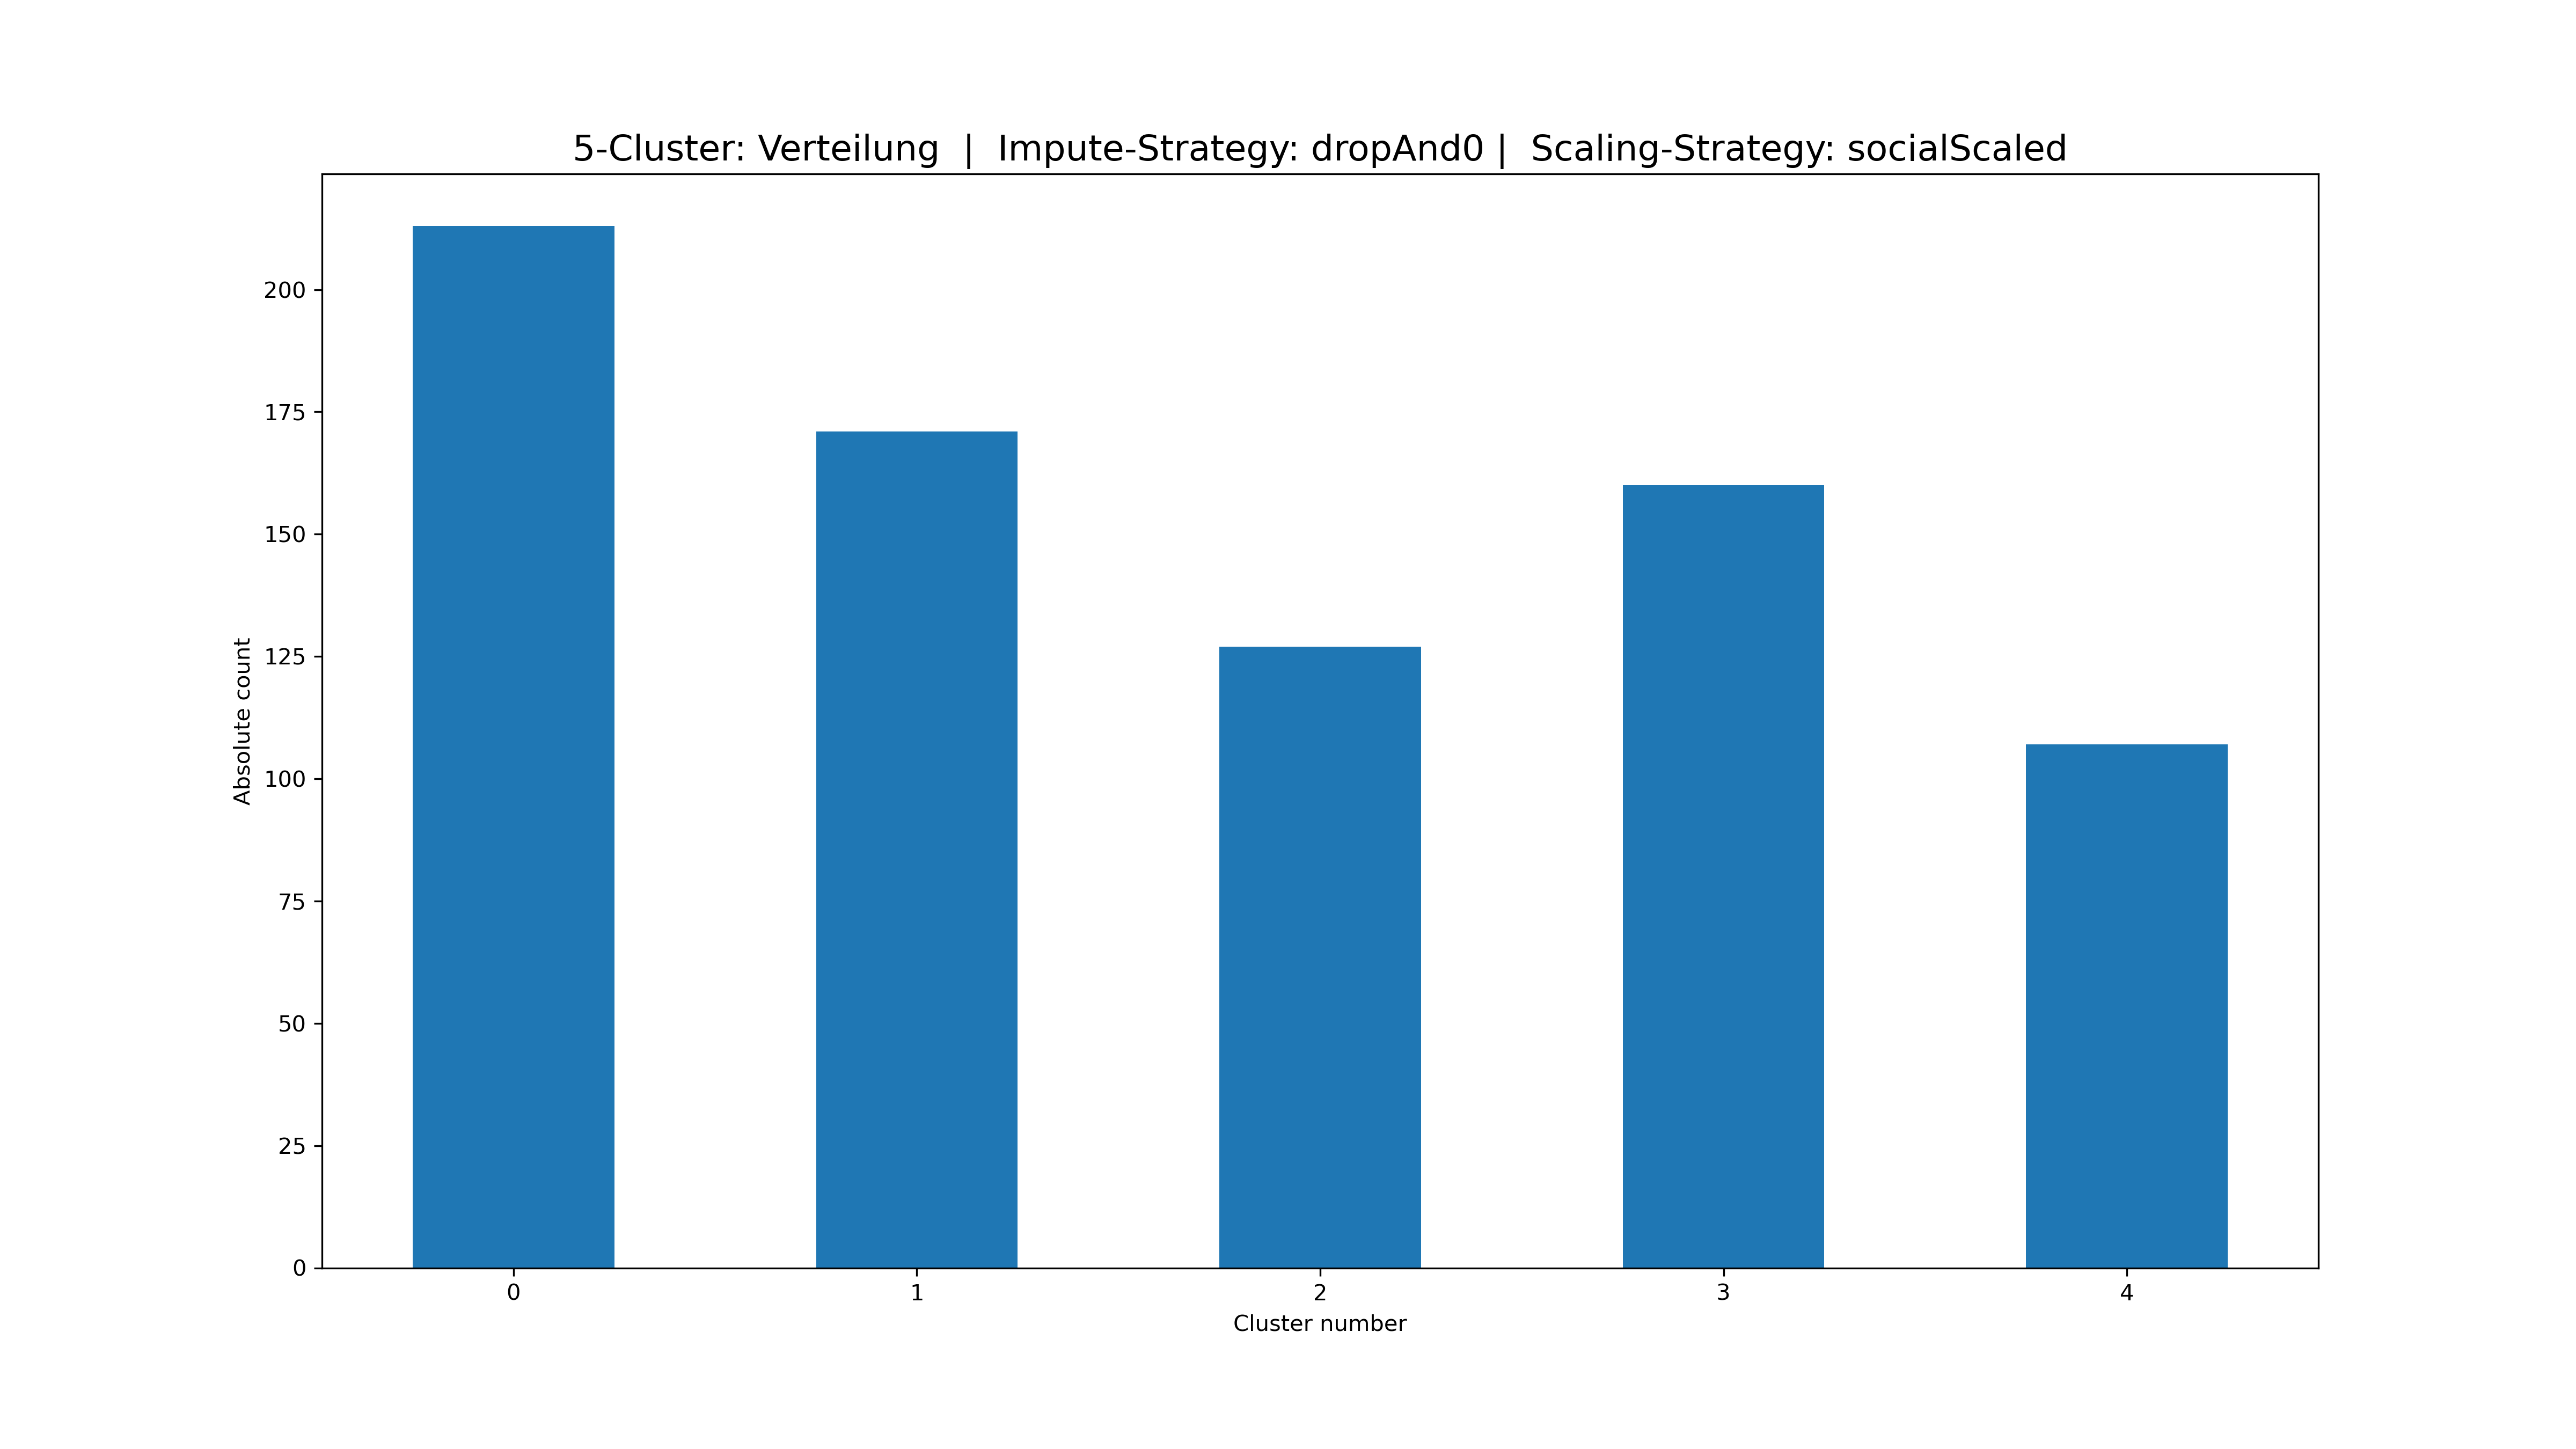 5-Cluster: Verteilung  |  Impute-Strategy: dropAnd0 |  Scaling-Strategy: socialScaled
Absolute count
200
175
150
125
100
75
50
25
0
0 1 2 3 4
Cluster number